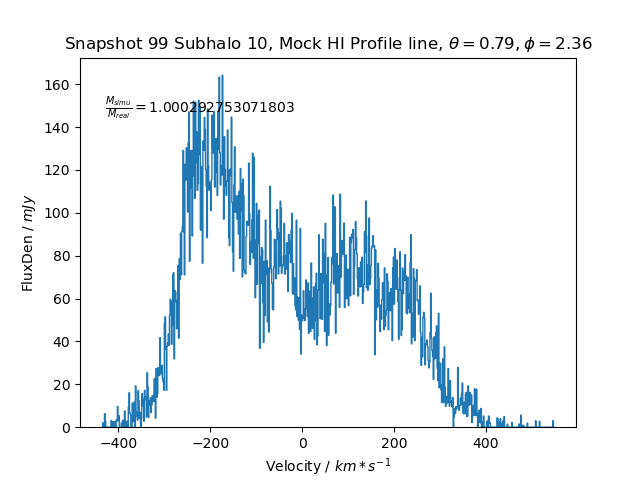 Snapshot 99 Subhalo 10, Mock HI Profile line, θ = 0.79, ϕ = 2.36
M_simu/M_real = 1.000292753071803
FluxDen / mJy
160
140
120
100
80
60
40
20
0
−400 −200 0 200 400
Velocity / km * s⁻¹